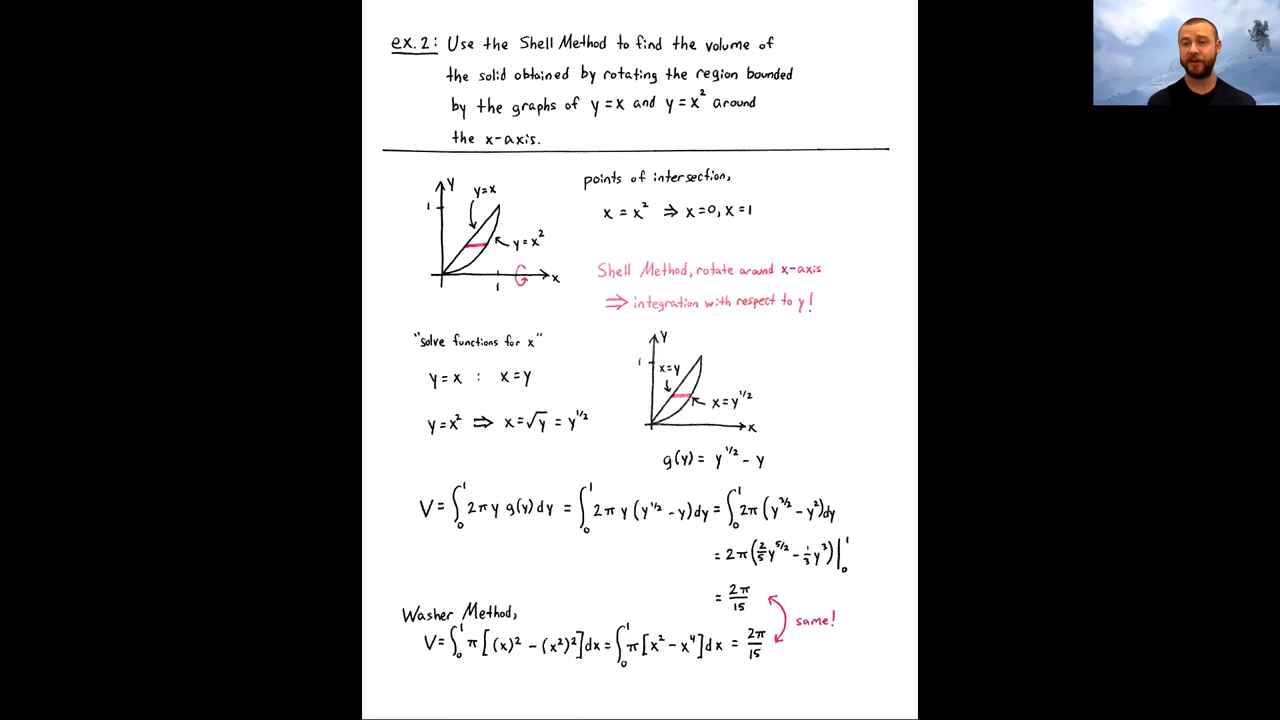 ex. 2: Use the Shell Method to find the volume of
the solid obtained by rotating the region bounded
by the graphs of y = x and y = x² around
the x-axis.
y
y=x
1
y = x²
1
x
points of intersection,
x = x² ⇒ x=0, x=1
Shell Method, rotate around x-axis
⇒ integration with respect to y!
"solve functions for x"
y = x : x = y
y = x² ⇒ x = √y = y^(1/2)
y
1
x=y
x = y^(1/2)
x
g(y) = y^(1/2) - y
V = ∫₀¹ 2π y g(y) dy = ∫₀¹ 2π y (y^(1/2) - y) dy = ∫₀¹ 2π (y^(3/2) - y²) dy
= 2π (2/5 y^(5/2) - 1/3 y³) |₀¹
= 2π/15
same!
Washer Method,
V = ∫₀¹ π [(x)² - (x²)²] dx = ∫₀¹ π [x² - x⁴] dx = 2π/15